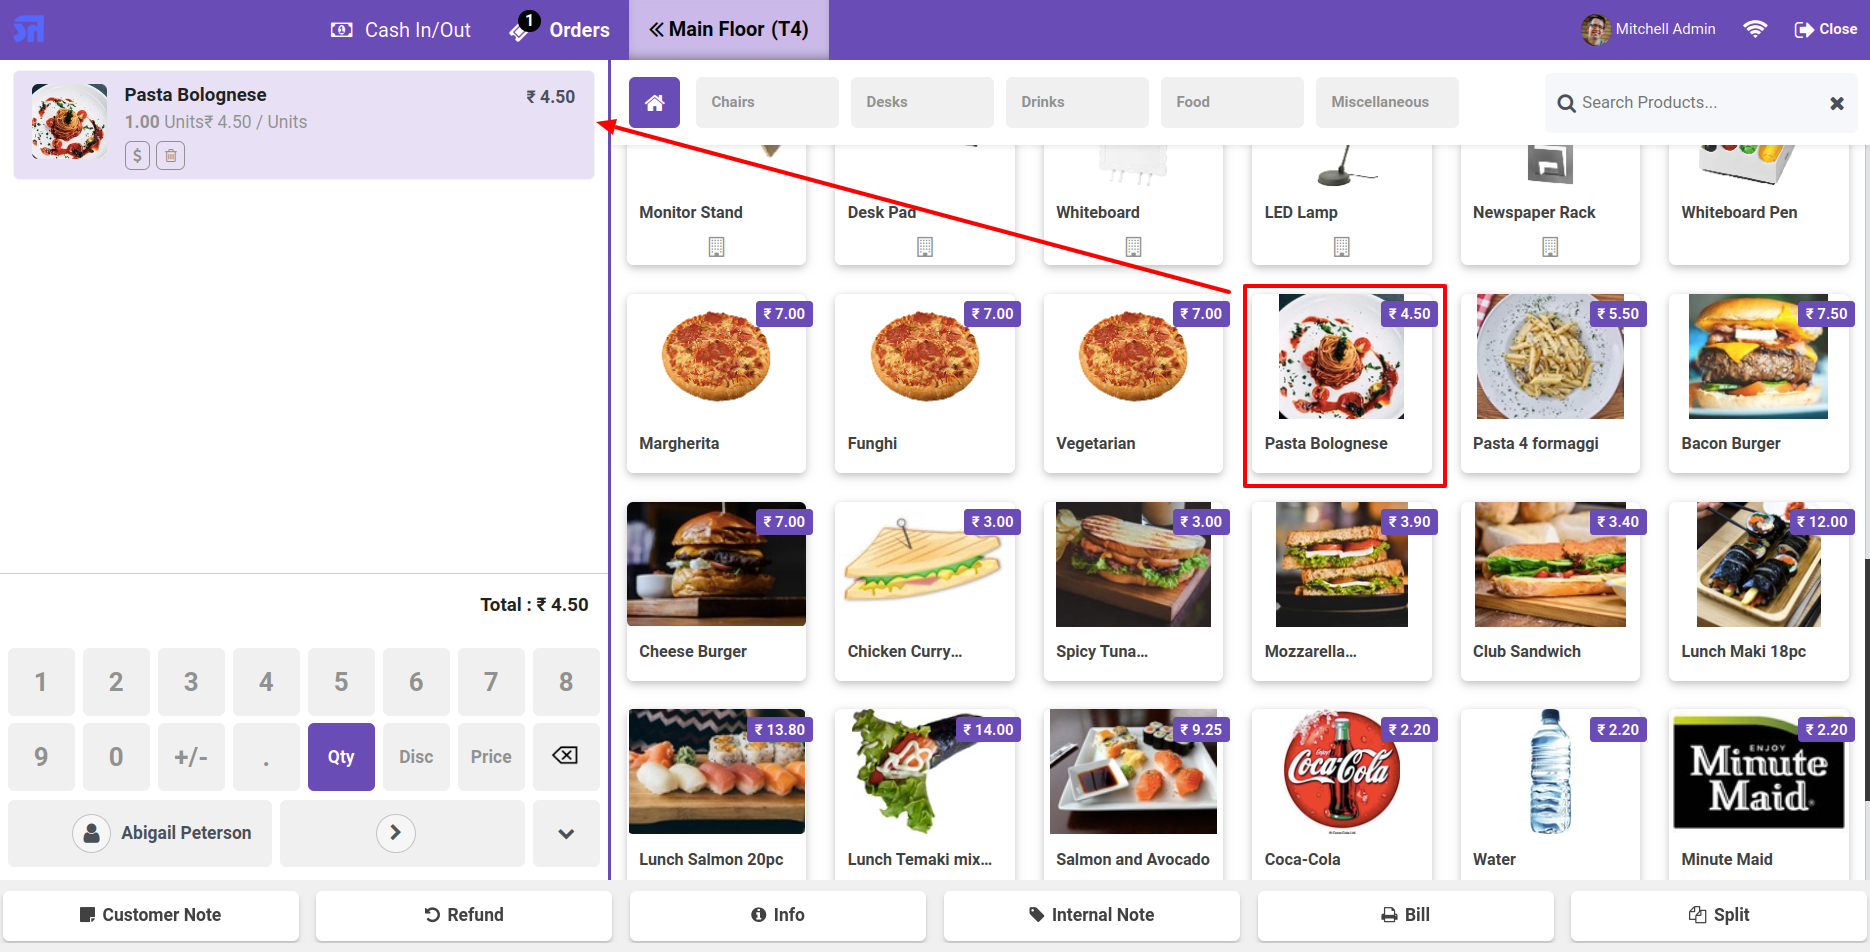 Cash In/Out
1
Orders
Main Floor (T4)
Mitchell Admin
Close
Pasta Bolognese
₹ 4.50
1.00 Units₹ 4.50 / Units
$
Total : ₹ 4.50
1 2 3 4 5 6 7 8
9 0 +/- . Qty Disc Price
Abigail Peterson
Chairs
Desks
Drinks
Food
Miscellaneous
Search Products...
Monitor Stand
Desk Pad
Whiteboard
LED Lamp
Newspaper Rack
Whiteboard Pen
₹ 7.00
Margherita
₹ 7.00
Funghi
₹ 7.00
Vegetarian
₹ 4.50
Pasta Bolognese
₹ 5.50
Pasta 4 formaggi
₹ 7.50
Bacon Burger
₹ 7.00
Cheese Burger
₹ 3.00
Chicken Curry...
₹ 3.00
Spicy Tuna...
₹ 3.90
Mozzarella...
₹ 3.40
Club Sandwich
₹ 12.00
Lunch Maki 18pc
₹ 13.80
Lunch Salmon 20pc
₹ 14.00
Lunch Temaki mix...
₹ 9.25
Salmon and Avocado
₹ 2.20
Enjoy
Coca-Cola
Coca-Cola
₹ 2.20
Water
₹ 2.20
ENJOY
Minute
Maid
Minute Maid
Customer Note
Refund
Info
Internal Note
Bill
Split